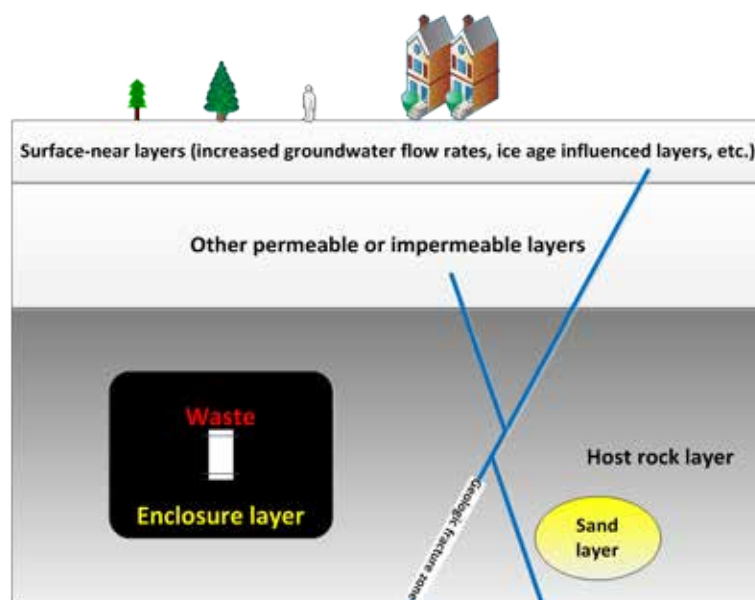 Surface-near layers (increased groundwater flow rates, ice age influenced layers, etc.)
Other permeable or impermeable layers
Waste
Enclosure layer
Host rock layer
Geologic fracture zone
Sand
layer